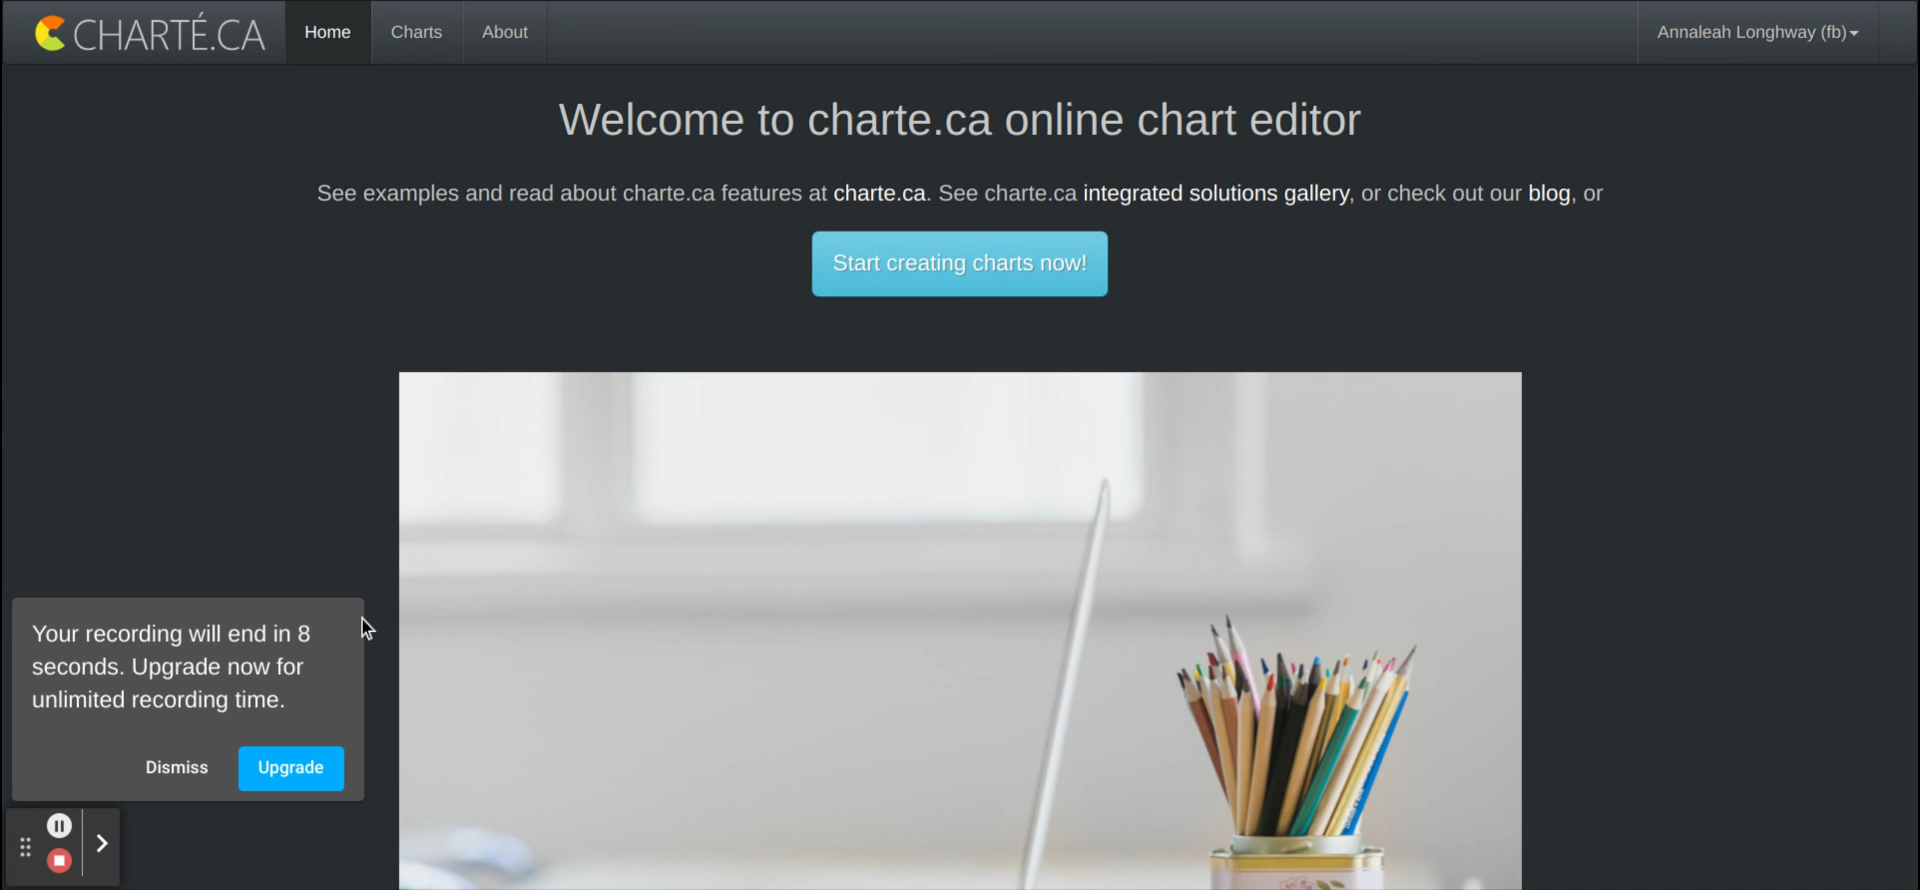 CHARTÉ.CA
Home
Charts
About
Annaleah Longhway (fb)
Welcome to charte.ca online chart editor
See examples and read about charte.ca features at charte.ca. See charte.ca integrated solutions gallery, or check out our blog, or
Start creating charts now!
Your recording will end in 8
seconds. Upgrade now for
unlimited recording time.
Dismiss
Upgrade